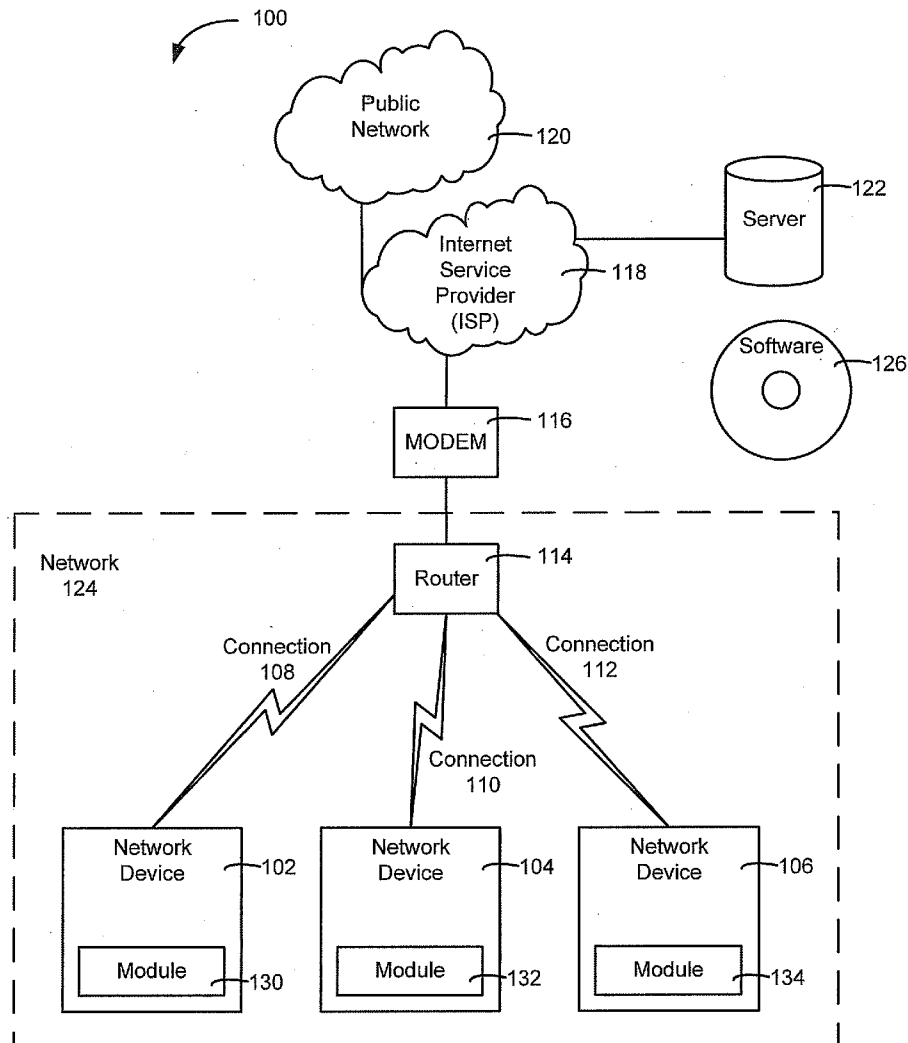 100
Public
Network
120
Internet
Service
Provider
(ISP)
118
Server
122
Software
126
MODEM
116
Network
124
Router
114
Connection
108
Connection
112
Connection
110
Network
Device
102
Module
130
Network
Device
104
Module
132
Network
Device
106
Module
134